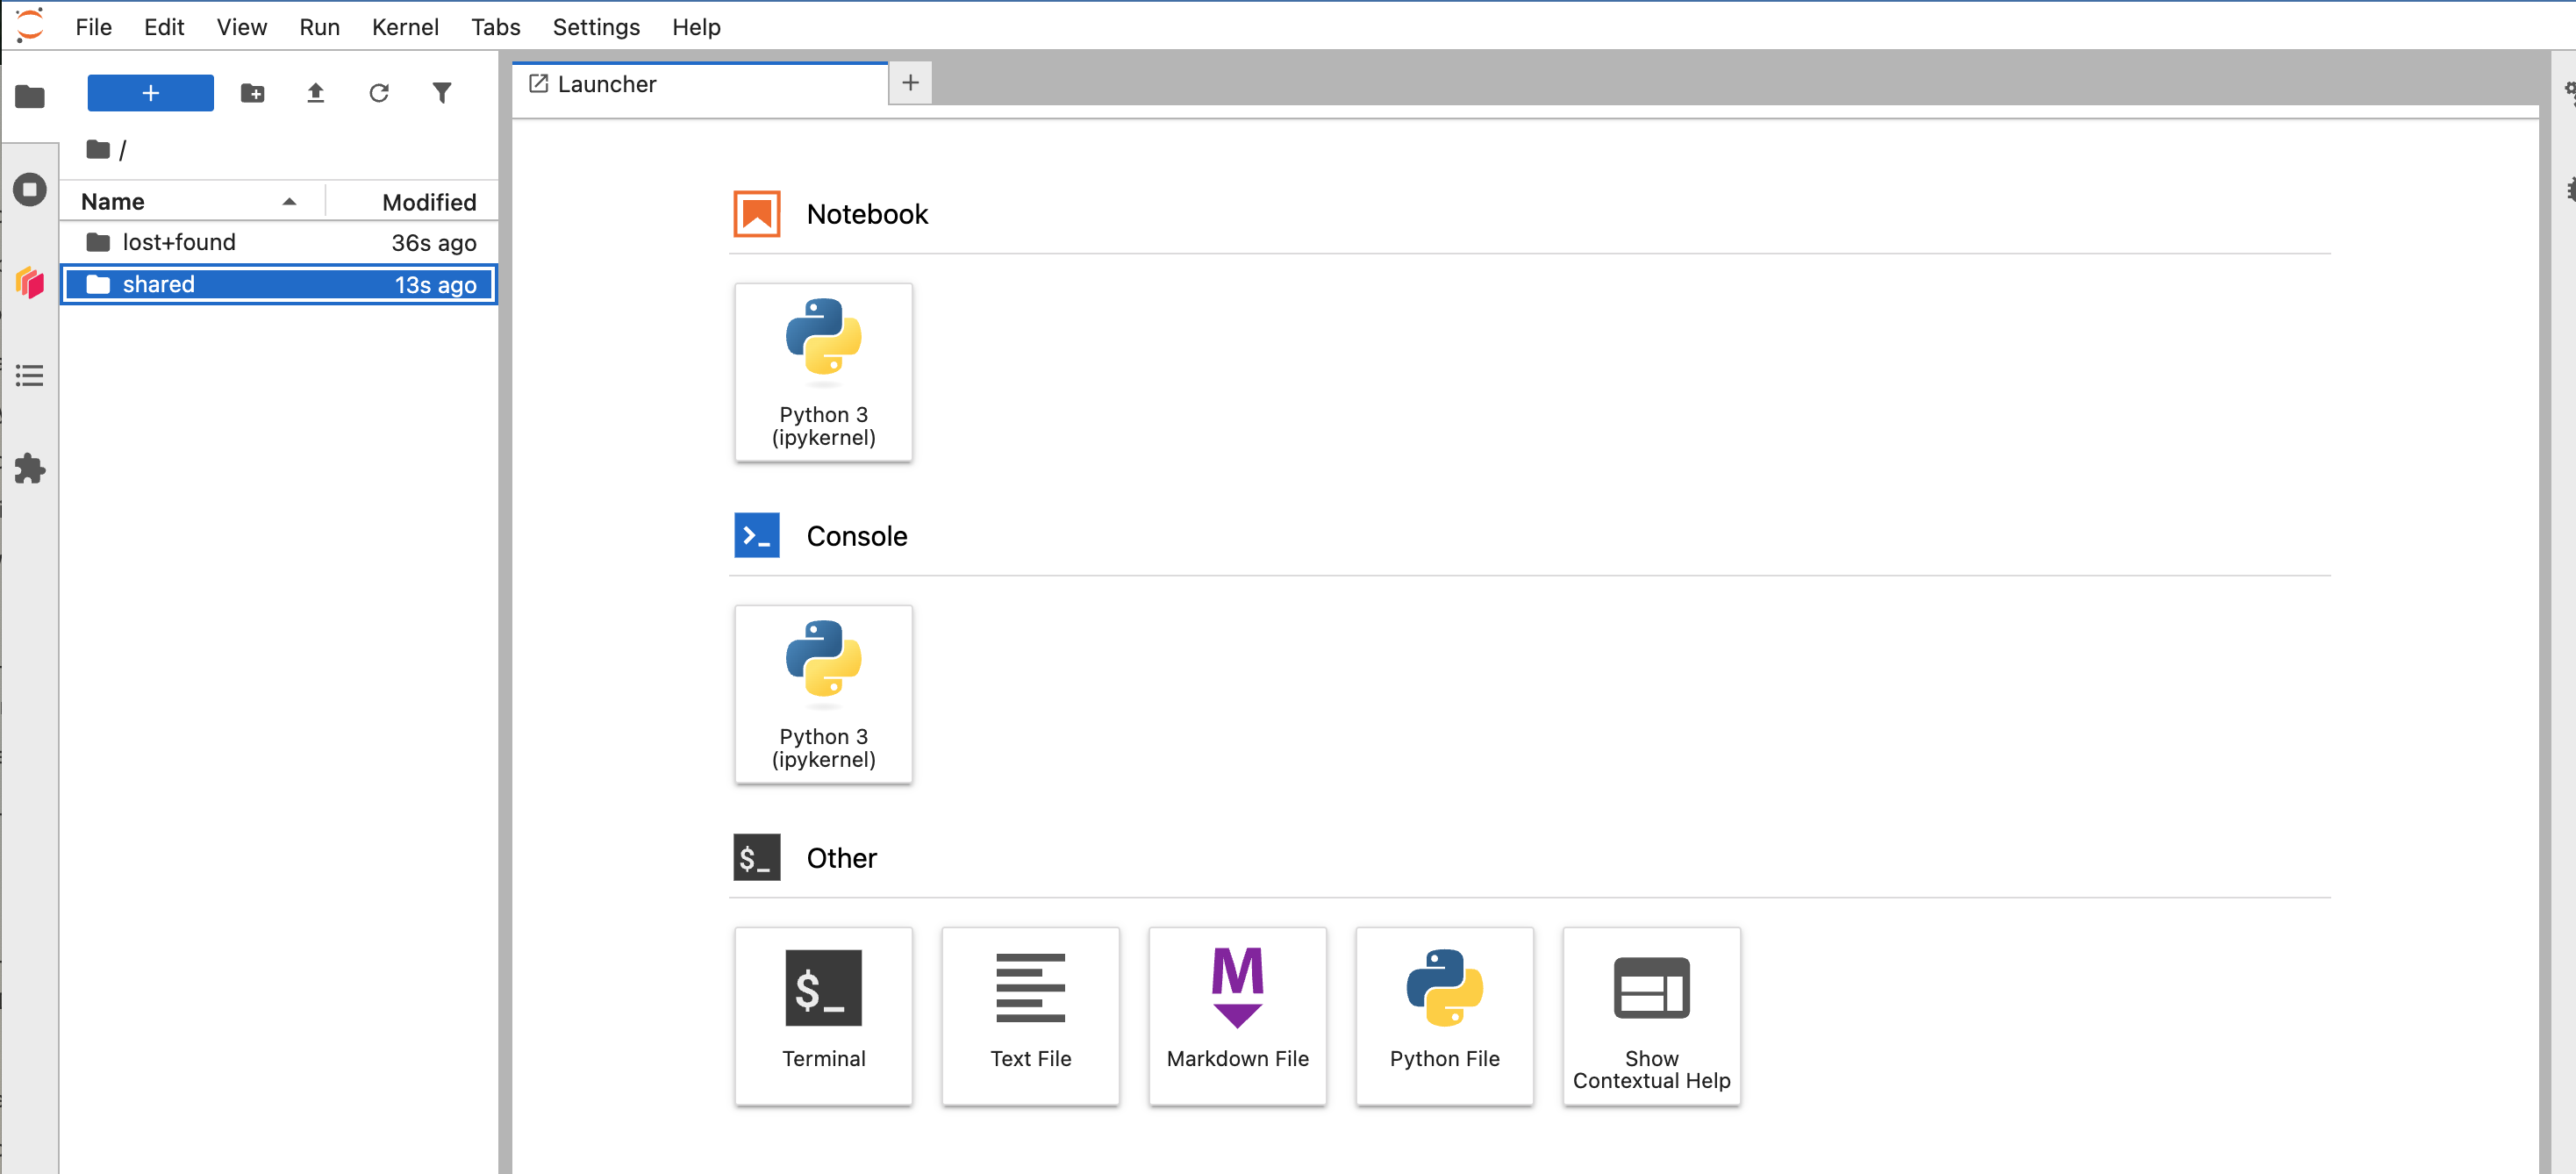 File Edit View Run Kernel Tabs Settings Help
+
Launcher +
/
Name Modified
lost+found 36s ago
shared 13s ago
Notebook
Python 3
(ipykernel)
>_ Console
Python 3
(ipykernel)
$_ Other
$_
Terminal
Text File
M
Markdown File
Python File
Show
Contextual Help